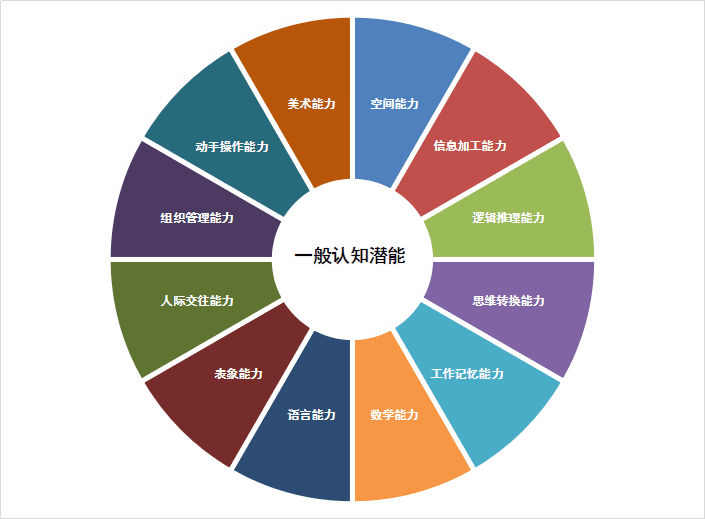 美术能力
空间能力
信息加工能力
逻辑推理能力
思维转换能力
工作记忆能力
数学能力
语言能力
表象能力
人际交往能力
组织管理能力
动手操作能力
一般认知潜能